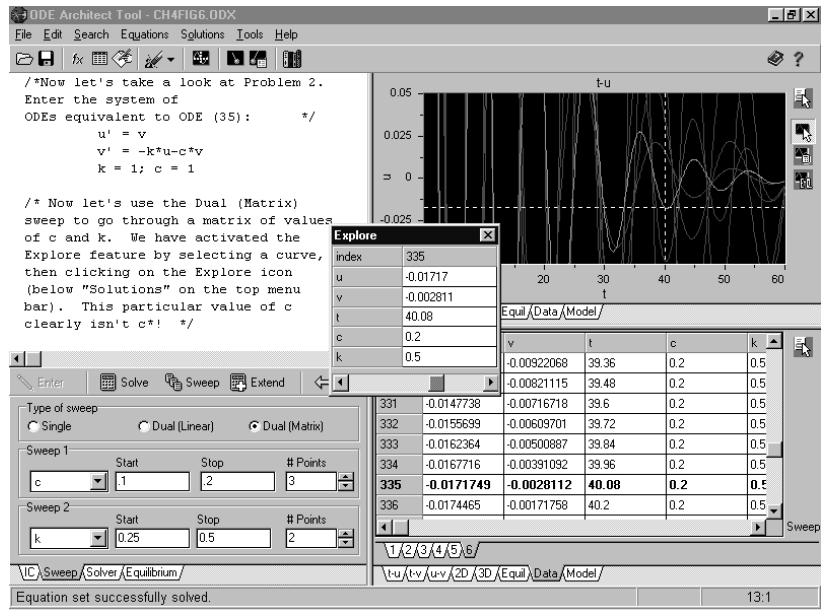 ODE Architect Tool - CH4FIG6.ODX
File Edit Search Equations Solutions Tools Help
/*Now let's take a look at Problem 2.
Enter the system of
ODEs equivalent to ODE (35): */
u' = v
v' = -k*u-c*v
k = 1; c = 1
/* Now let's use the Dual (Matrix)
sweep to go through a matrix of values
of c and k. We have activated the
Explore feature by selecting a curve,
then clicking on the Explore icon
(below "Solutions" on the top menu
bar). This particular value of c
clearly isn't c*! */
Enter Solve Sweep Extend
Type of sweep
Single Dual (Linear) Dual (Matrix)
Sweep 1
Start Stop # Points
c .1 .2 3
Sweep 2
Start Stop # Points
k 0.25 0.5 2
IC Sweep Solver Equilibrium
t-u
0.05
0.025
0
-0.025
u
20 30 40 50 60
t
Equil Data Model
Explore
index 335
u -0.01717
v -0.002811
t 40.08
c 0.2
k 0.5
v t c k
-0.00922068 39.36 0.2 0.5
-0.00821115 39.48 0.2 0.5
331 -0.0147738 -0.00716718 39.6 0.2 0.5
332 -0.0155699 -0.00609701 39.72 0.2 0.5
333 -0.0162364 -0.00500887 39.84 0.2 0.5
334 -0.0167716 -0.00391092 39.96 0.2 0.5
335 -0.0171749 -0.0028112 40.08 0.2 0.5
336 -0.0174465 -0.00171758 40.2 0.2 0.5
Sweep
1 2 3 4 5 6
t-u t-v u-v 2D 3D Equil Data Model
Equation set successfully solved. 13:1